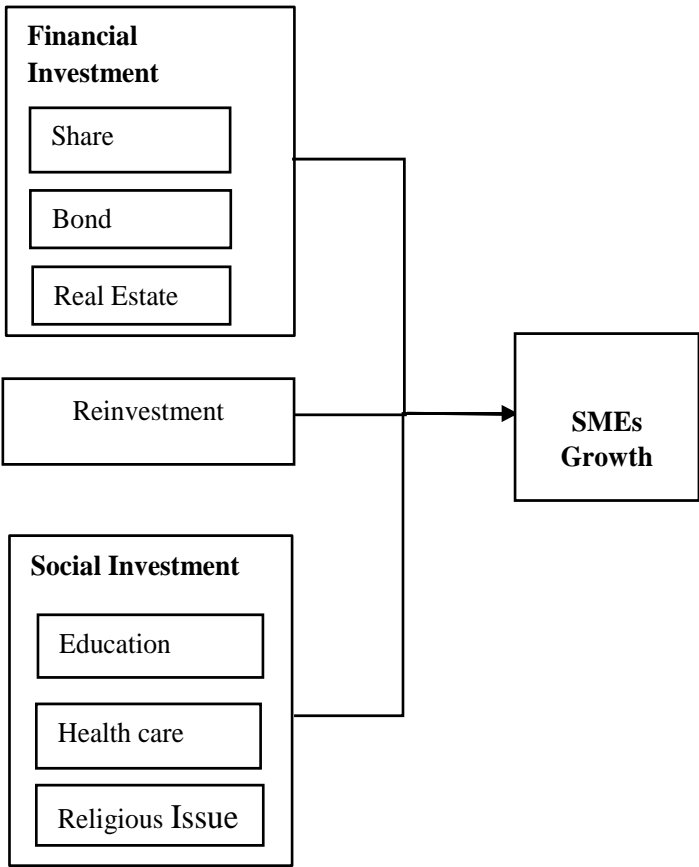 Financial
Investment
Share
Bond
Real Estate
Reinvestment
SMEs
Growth
Social Investment
Education
Health care
Religious Issue